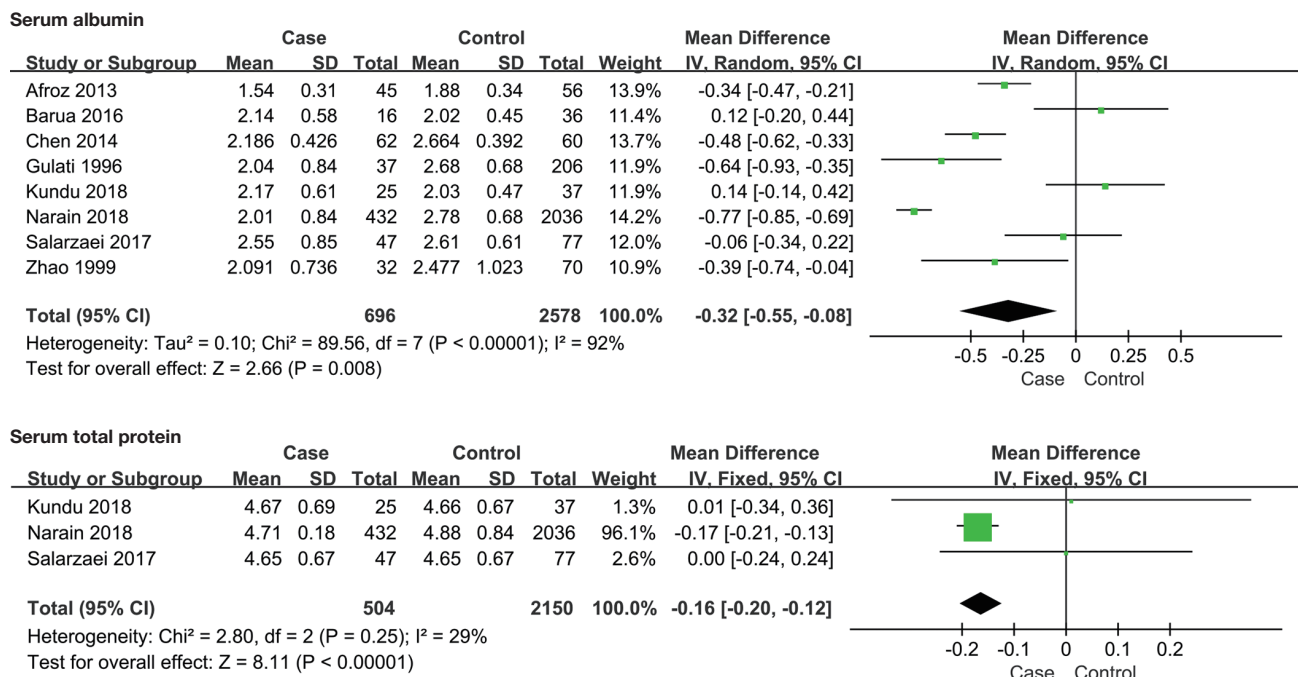 Serum albumin
Case Control Mean Difference Mean Difference
Study or Subgroup Mean SD Total Mean SD Total Weight IV, Random, 95% CI IV, Random, 95% CI
Afroz 2013 1.54 0.31 45 1.88 0.34 56 13.9% -0.34 [-0.47, -0.21]
Barua 2016 2.14 0.58 16 2.02 0.45 36 11.4% 0.12 [-0.20, 0.44]
Chen 2014 2.186 0.426 62 2.664 0.392 60 13.7% -0.48 [-0.62, -0.33]
Gulati 1996 2.04 0.84 37 2.68 0.68 206 11.9% -0.64 [-0.93, -0.35]
Kundu 2018 2.17 0.61 25 2.03 0.47 37 11.9% 0.14 [-0.14, 0.42]
Narain 2018 2.01 0.84 432 2.78 0.68 2036 14.2% -0.77 [-0.85, -0.69]
Salarzaei 2017 2.55 0.85 47 2.61 0.61 77 12.0% -0.06 [-0.34, 0.22]
Zhao 1999 2.091 0.736 32 2.477 1.023 70 10.9% -0.39 [-0.74, -0.04]
Total (95% CI) 696 2578 100.0% -0.32 [-0.55, -0.08]
Heterogeneity: Tau² = 0.10; Chi² = 89.56, df = 7 (P < 0.00001); I² = 92%
Test for overall effect: Z = 2.66 (P = 0.008)
-0.5 -0.25 0 0.25 0.5
Case Control
Serum total protein
Case Control Mean Difference Mean Difference
Study or Subgroup Mean SD Total Mean SD Total Weight IV, Fixed, 95% CI IV, Fixed, 95% CI
Kundu 2018 4.67 0.69 25 4.66 0.67 37 1.3% 0.01 [-0.34, 0.36]
Narain 2018 4.71 0.18 432 4.88 0.84 2036 96.1% -0.17 [-0.21, -0.13]
Salarzaei 2017 4.65 0.67 47 4.65 0.67 77 2.6% 0.00 [-0.24, 0.24]
Total (95% CI) 504 2150 100.0% -0.16 [-0.20, -0.12]
Heterogeneity: Chi² = 2.80, df = 2 (P = 0.25); I² = 29%
Test for overall effect: Z = 8.11 (P < 0.00001)
-0.2 -0.1 0 0.1 0.2
Case Control